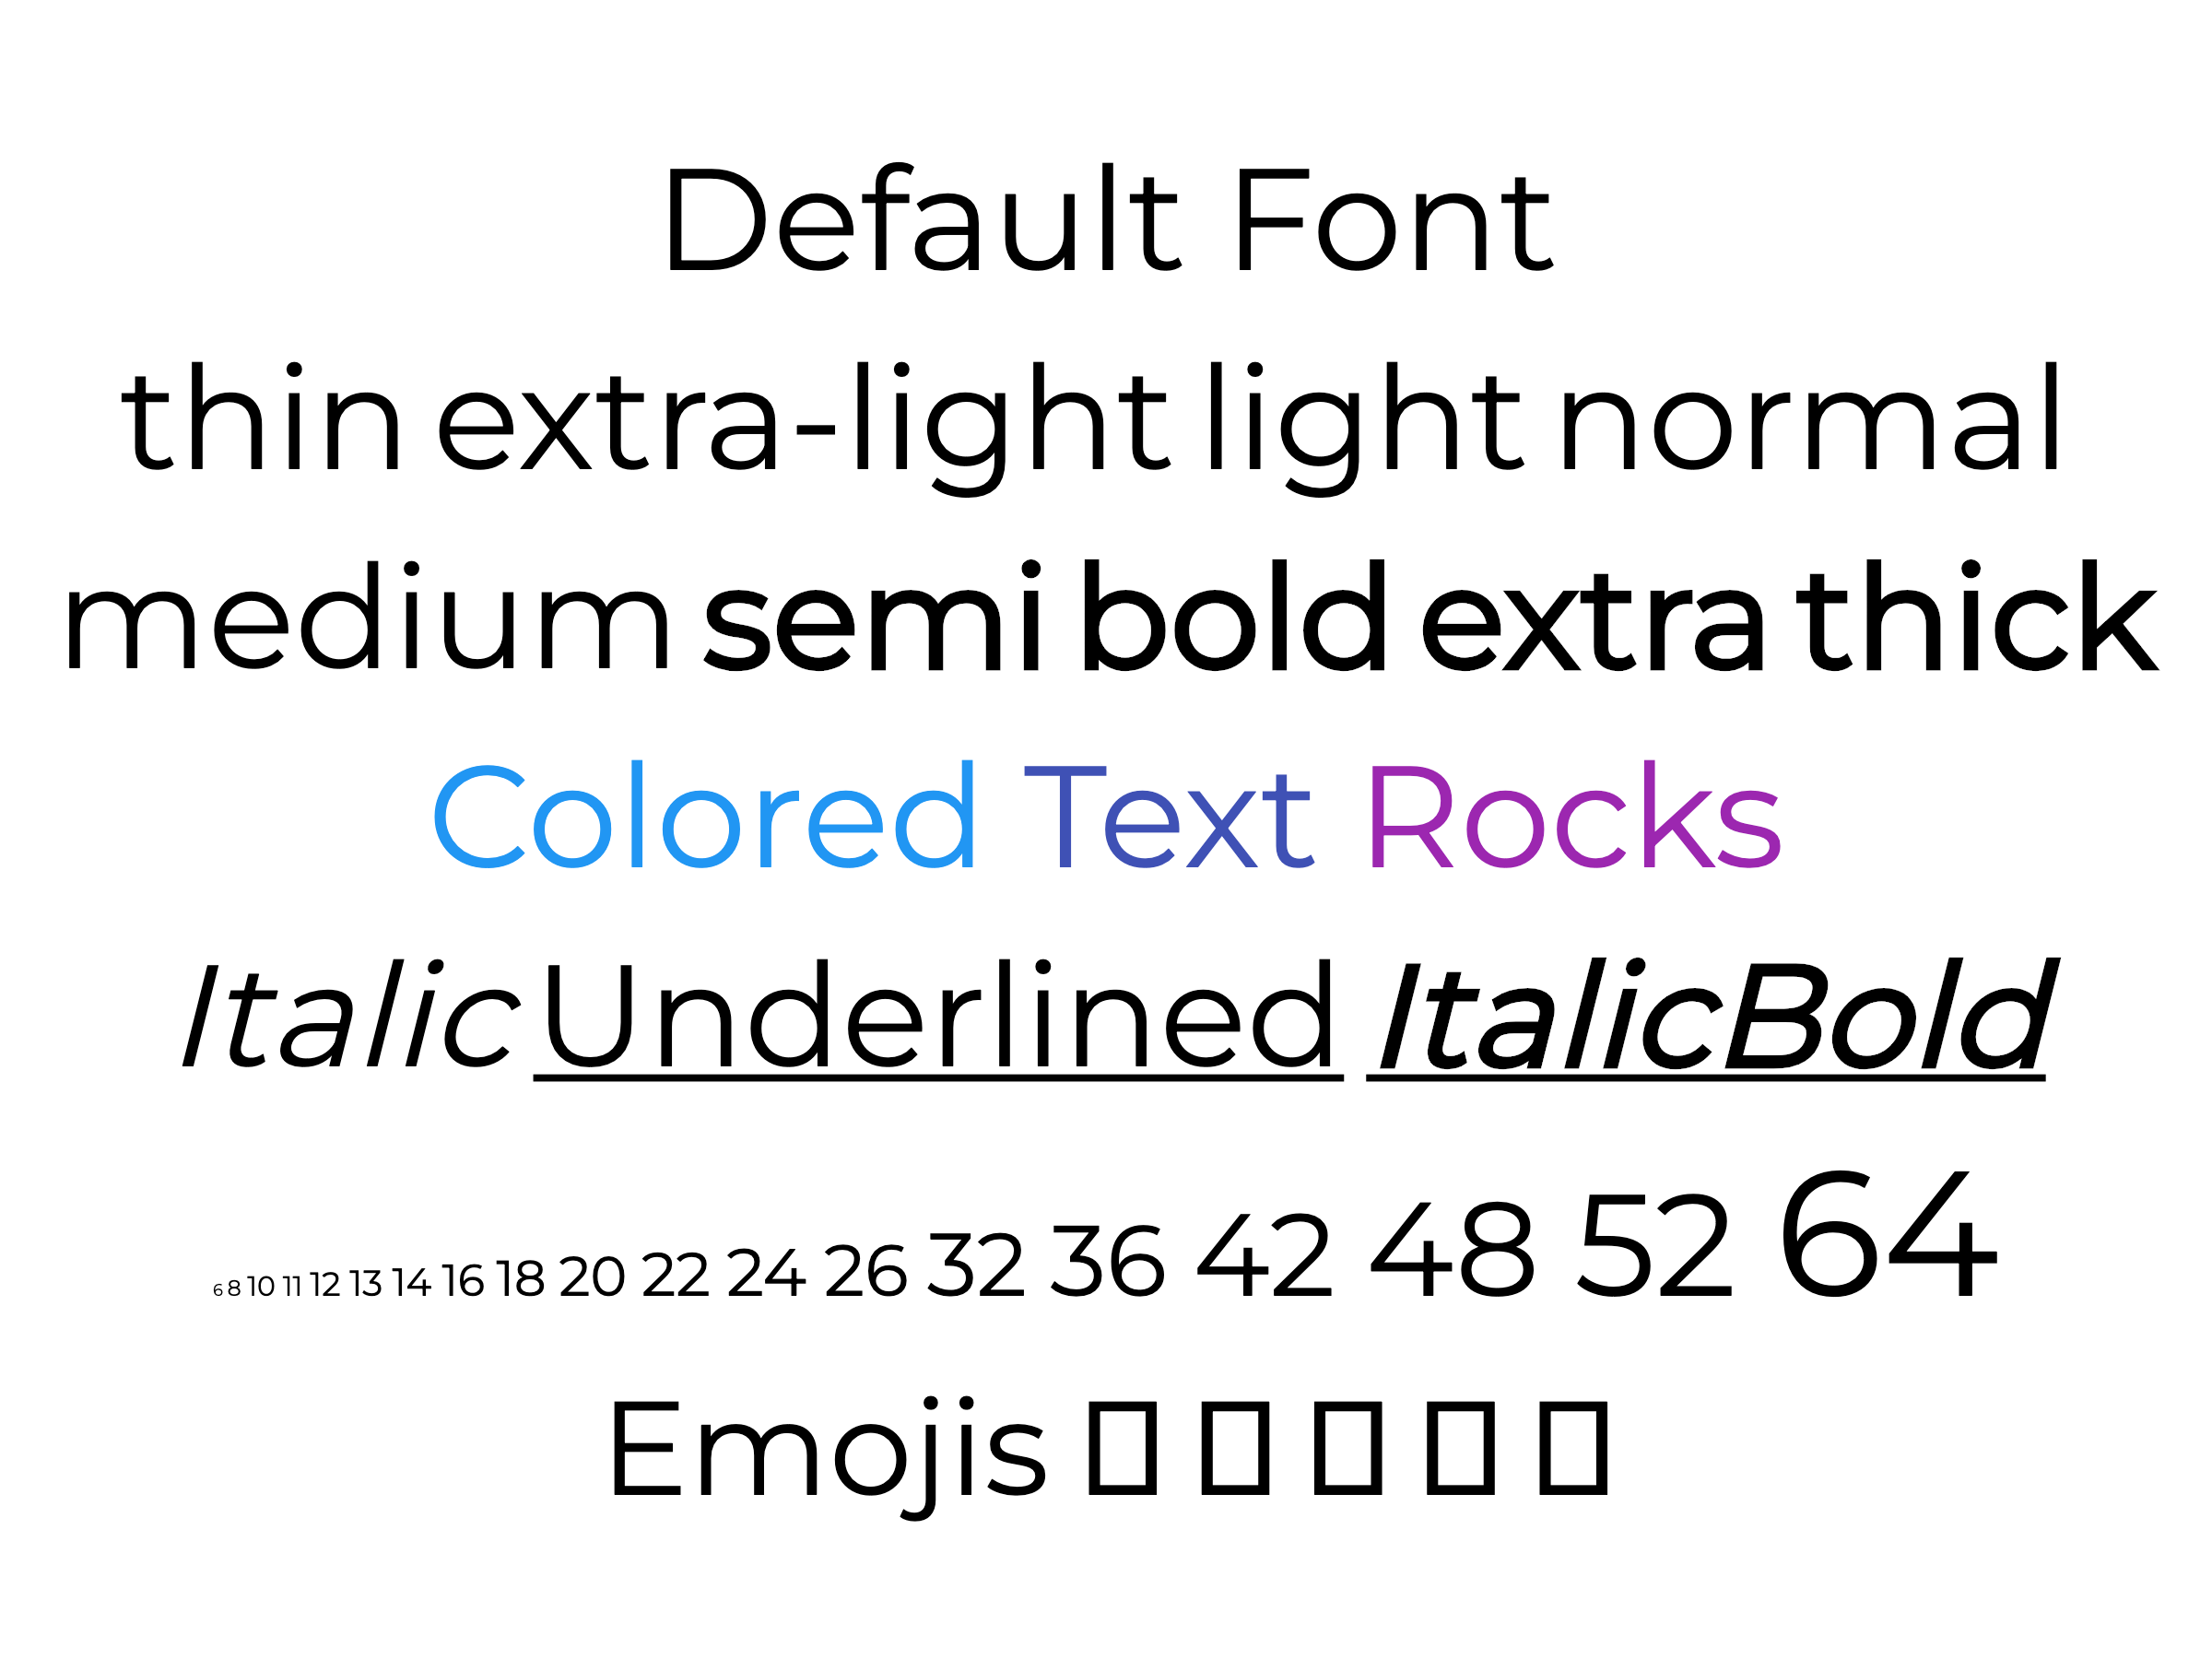 Default Font
thin extra-light light normal
medium semi bold extra thick
Colored Text Rocks
Italic Underlined ItalicBold
6 8 10 11 12 13 14 16 18 20 22 24 26 32 36 42 48 52 64
Emojis